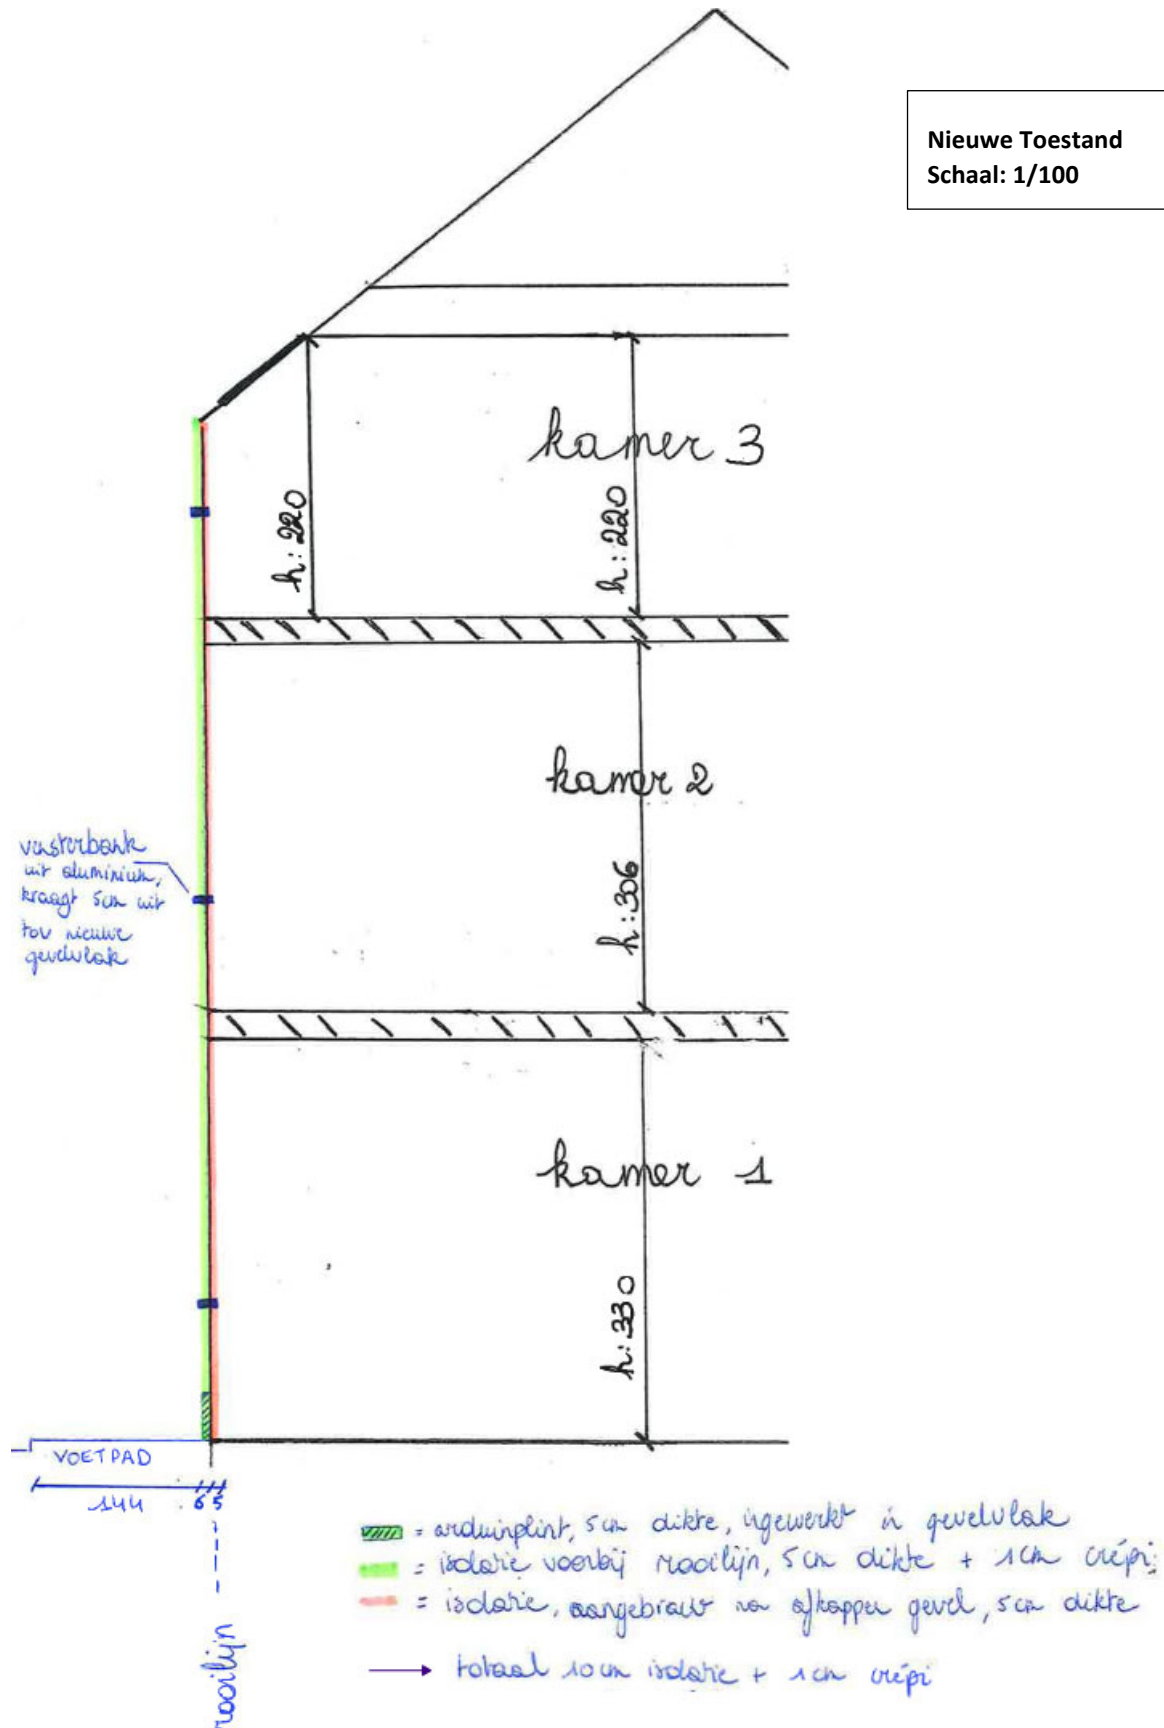 Nieuwe Toestand
Schaal: 1/100
kamer 3
h: 220
h: 220
kamer 2
h: 306
vensterbank
uit aluminium,
kraagt 5cm uit
tov nieuwe
gevelvlak
kamer 1
h: 330
VOETPAD
144
6 5
rooilijn
= arduinplint, 5cm dikte, ingewerkt in gevelvlak
= isolatie voorbij rooilijn, 5cm dikte + 1cm crépi
= isolatie, aangebracht na afkappen gevel, 5cm dikte
→ totaal 10cm isolatie + 1cm crépi